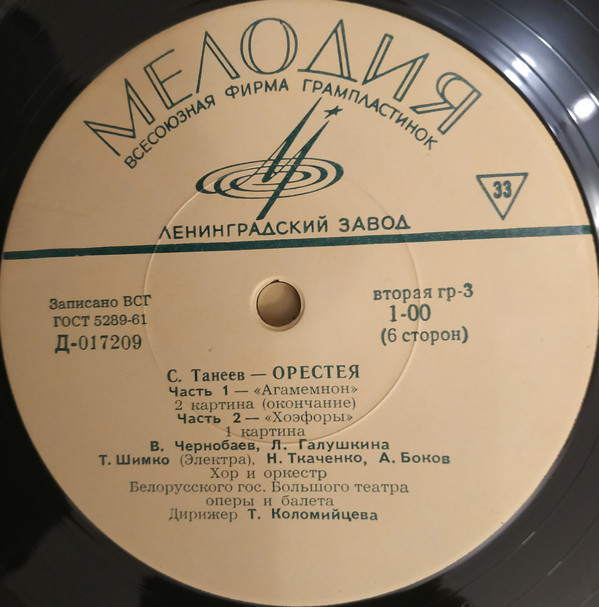 МЕЛОДИЯ
ВСЕСОЮЗНАЯ ФИРМА ГРАМПЛАСТИНОК
ЛЕНИНГРАДСКИЙ ЗАВОД
33
Записано ВСГ
ГОСТ 5289-61
Д-017209
вторая гр-3
1-00
(6 сторон)
С. Танеев — ОРЕСТЕЯ
Часть 1 — «Агамемнон»
2 картина (окончание)
Часть 2 — «Хоэфоры»
1 картина
В. Чернобаев, Л. Галушкина
Т. Шимко (Электра), Н. Ткаченко, А. Боков
Хор и оркестр
Белорусского гос. Большого театра
оперы и балета
Дирижер Т. Коломийцева